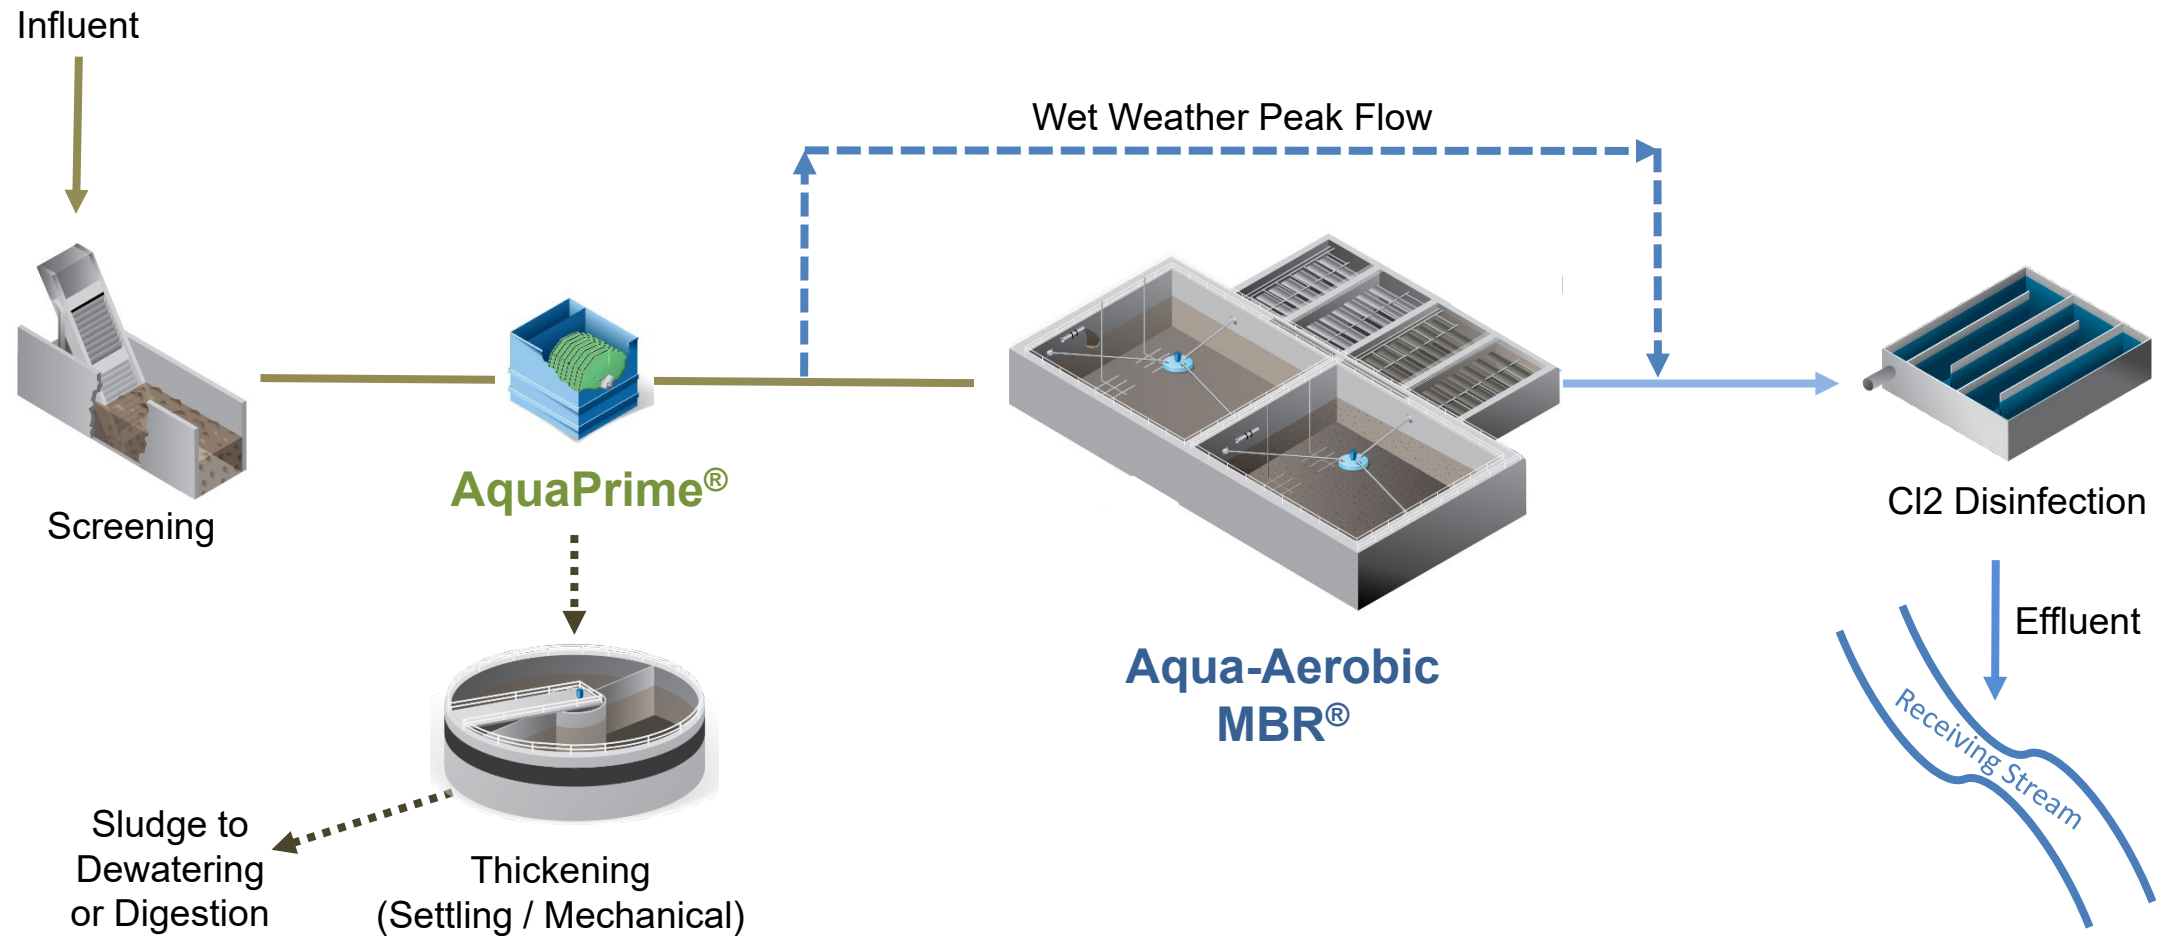 Influent
Wet Weather Peak Flow
Screening
AquaPrime®
Cl2 Disinfection
Effluent
Aqua-Aerobic
MBR®
Receiving Stream
Sludge to
Dewatering
or Digestion
Thickening
(Settling / Mechanical)